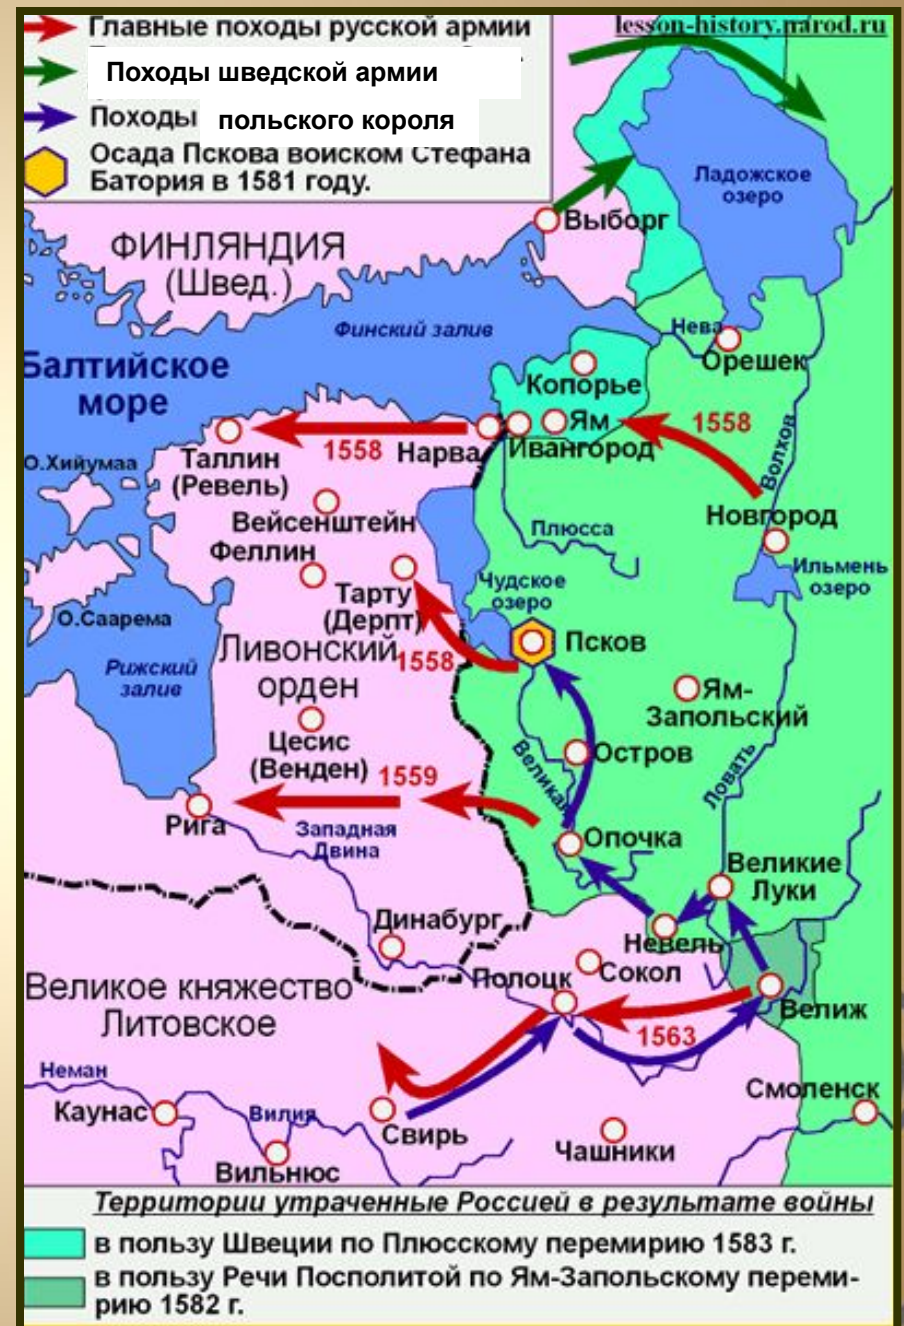 lesson-history.narod.ru
Главные походы русской армии
Походы шведской армии
Походы польского короля
Осада Пскова войском Стефана
Батория в 1581 году.
Ладожское
озеро
Выборг
ФИНЛЯНДИЯ
(Швед.)
Финский залив
Нева
Орешек
Балтийское
море
Копорье
Ям
1558
Ивангород
Нарва
1558
Таллин
(Ревель)
О.Хийумаа
Волхов
Новгород
Вейсенштейн
Плюсса
Феллин
Ильмень
озеро
Чудское
озеро
Тарту
(Дерпт)
О.Саарема
Псков
Ливонский
орден
1558
Рижский
залив
Ям-
Запольский
Цесис
(Венден)
Остров
Великая
Ловать
1559
Рига
Западная
Двина
Опочка
Великие
Луки
Динабург
Невель
Полоцк
Сокол
Великое княжество
Литовское
Велиж
1563
Неман
Смоленск
Каунас
Вилия
Свирь
Чашники
Вильнюс
Территории утраченные Россией в результате войны
в пользу Швеции по Плюсскому перемирию 1583 г.
в пользу Речи Посполитой по Ям-Запольскому переми-
рию 1582 г.